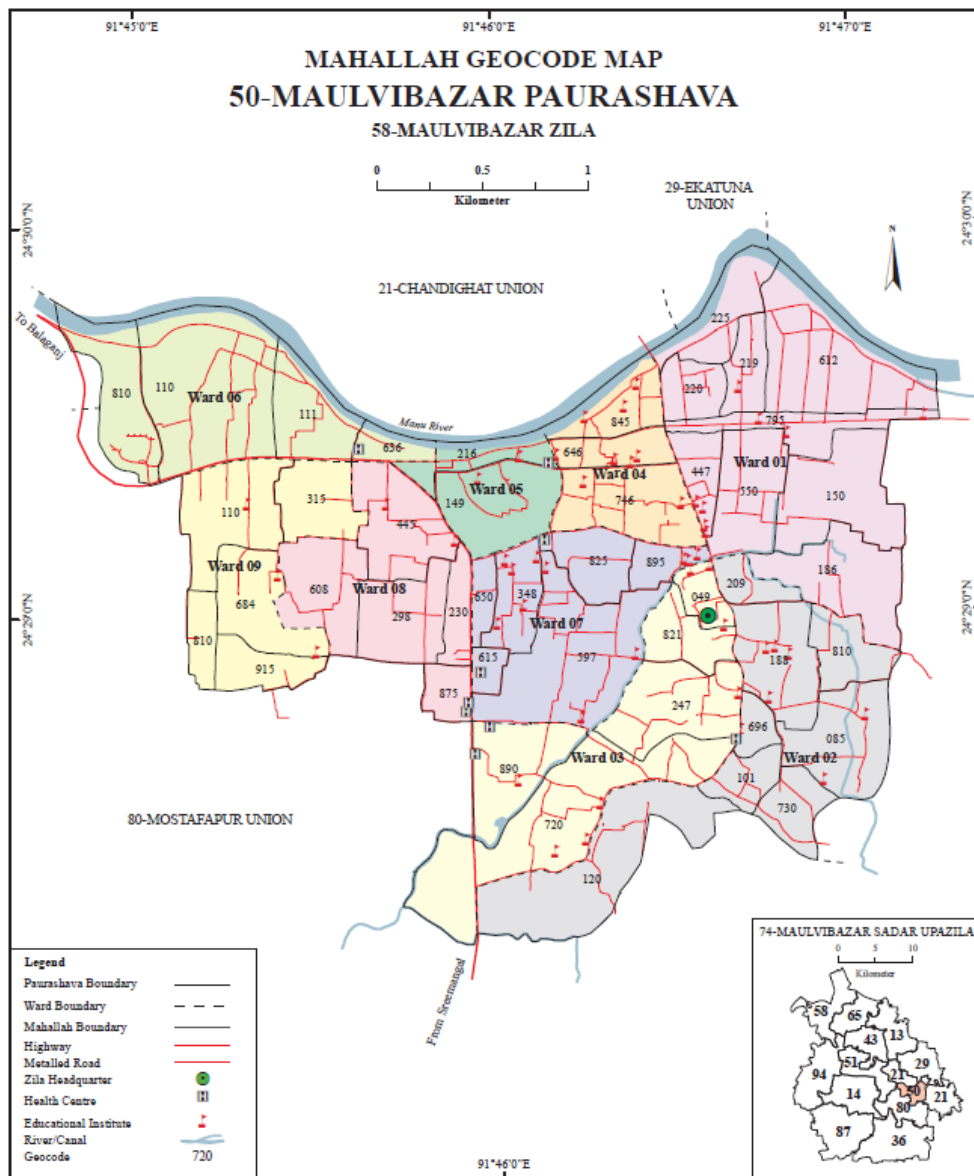 91°45'0"E
91°46'0"E
91°47'0"E
MAHALLAH GEOCODE MAP
50-MAULVIBAZAR PAURASHAVA
58-MAULVIBAZAR ZILA
0 0.5 1
Kilometer
29-EKATUNA
UNION
24°30'0"N
24°30'0"N
N
21-CHANDIGHAT UNION
To Balaganj
225
219
612
220
810
110
Ward 06
111
Manu River
845
795
636
216
646
Ward 04
447
Ward 01
Ward 05
550
150
315
149
746
110
445
825
895
186
Ward 09
209
608
Ward 08
049
24°29'0"N
24°29'0"N
684
298
230
650
348
Ward 07
821
810
810
615
597
188
915
875
247
696
085
890
Ward 03
Ward 02
101
730
80-MOSTAFAPUR UNION
720
120
From Sreemangal
74-MAULVIBAZAR SADAR UPAZILA
0 5 10
Kilometer
58
65
13
43
51
21
29
94
50
14
21
80
87
36
Legend
Paurashava Boundary
Ward Boundary
Mahallah Boundary
Highway
Metalled Road
Zila Headquarter
Health Centre
H
Educational Institute
River/Canal
Geocode 720
91°46'0"E